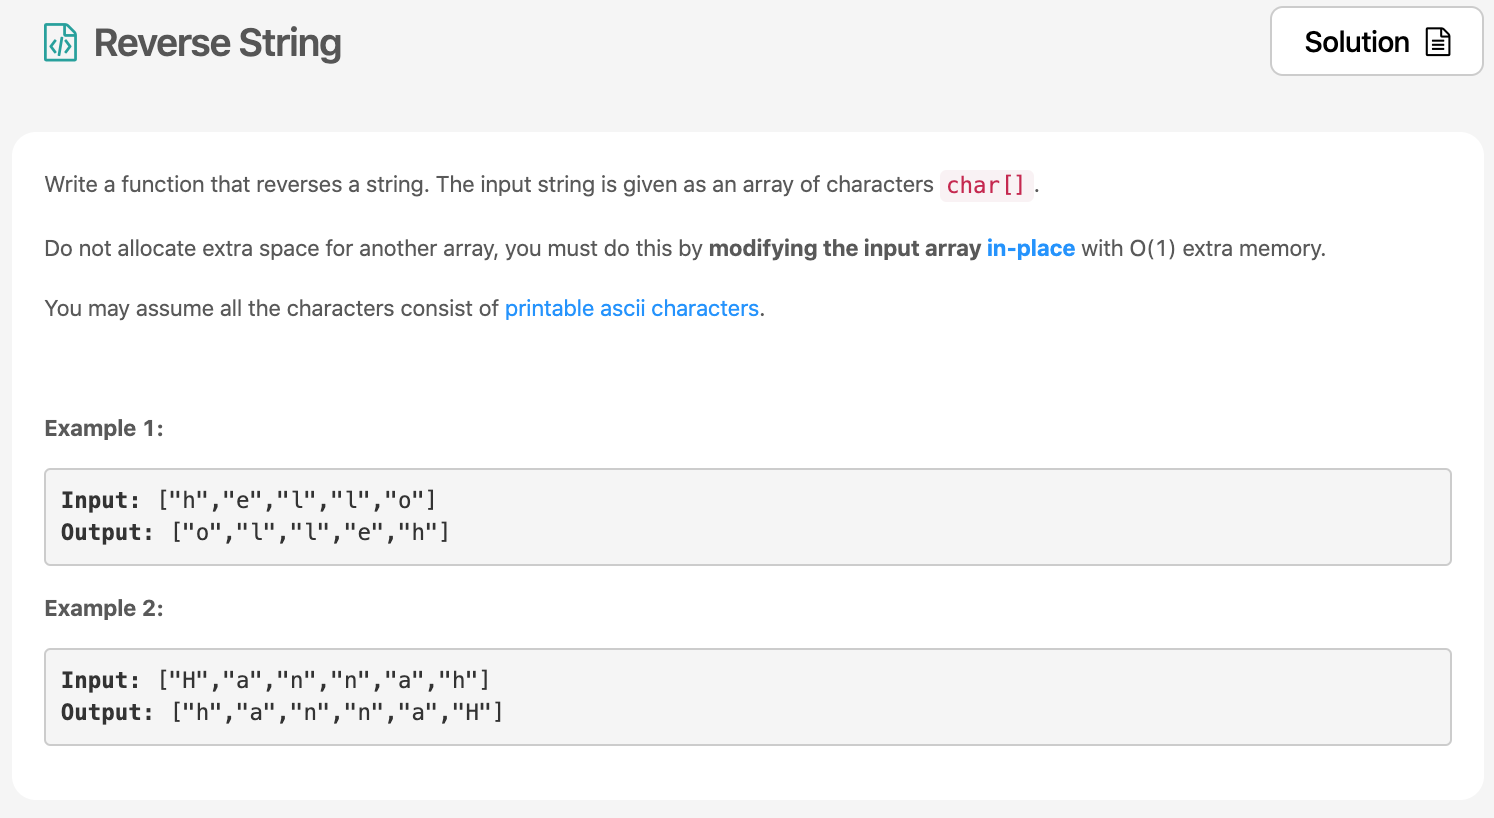 Reverse String
Solution
Write a function that reverses a string. The input string is given as an array of characters char[].
Do not allocate extra space for another array, you must do this by modifying the input array in-place with O(1) extra memory.
You may assume all the characters consist of printable ascii characters.
Example 1:
Input: ["h","e","l","l","o"]
Output: ["o","l","l","e","h"]
Example 2:
Input: ["H","a","n","n","a","h"]
Output: ["h","a","n","n","a","H"]